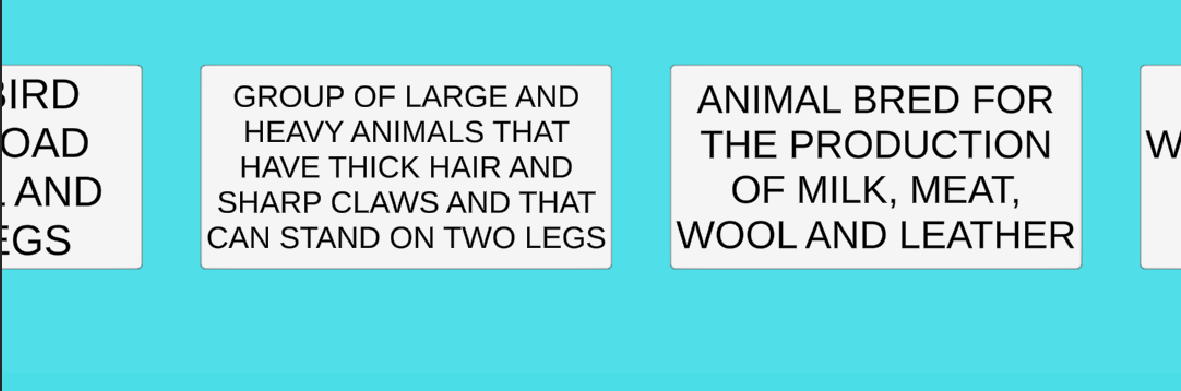 BIRD
OAD
AND
EGS
GROUP OF LARGE AND
HEAVY ANIMALS THAT
HAVE THICK HAIR AND
SHARP CLAWS AND THAT
CAN STAND ON TWO LEGS
ANIMAL BRED FOR
THE PRODUCTION
OF MILK, MEAT,
WOOL AND LEATHER
W